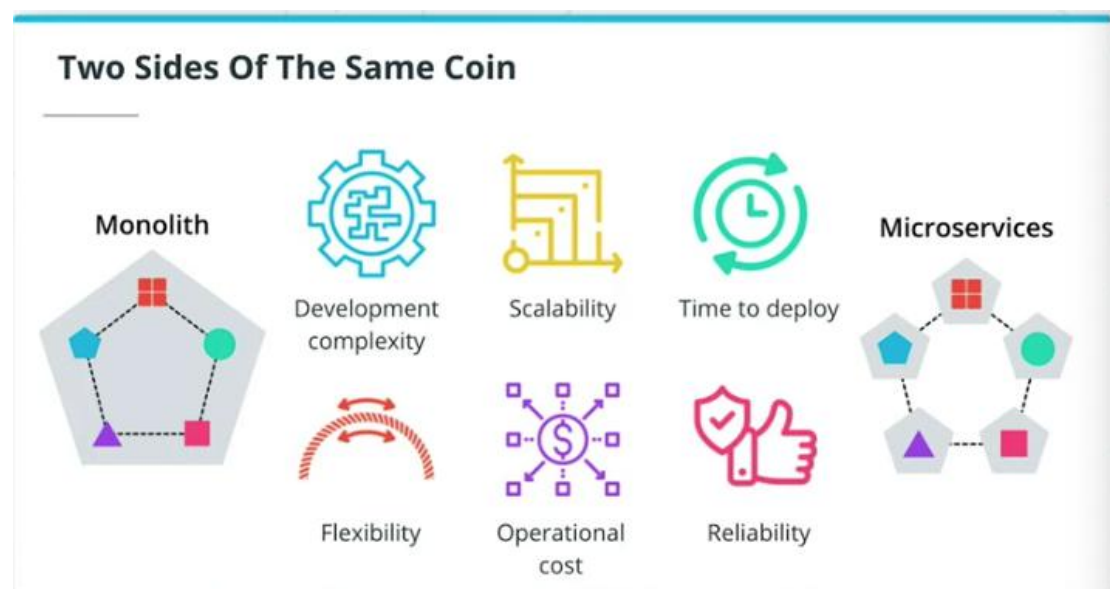 Two Sides Of The Same Coin
Monolith
Development
complexity
Scalability
Time to deploy
Microservices
Flexibility
Operational
cost
Reliability